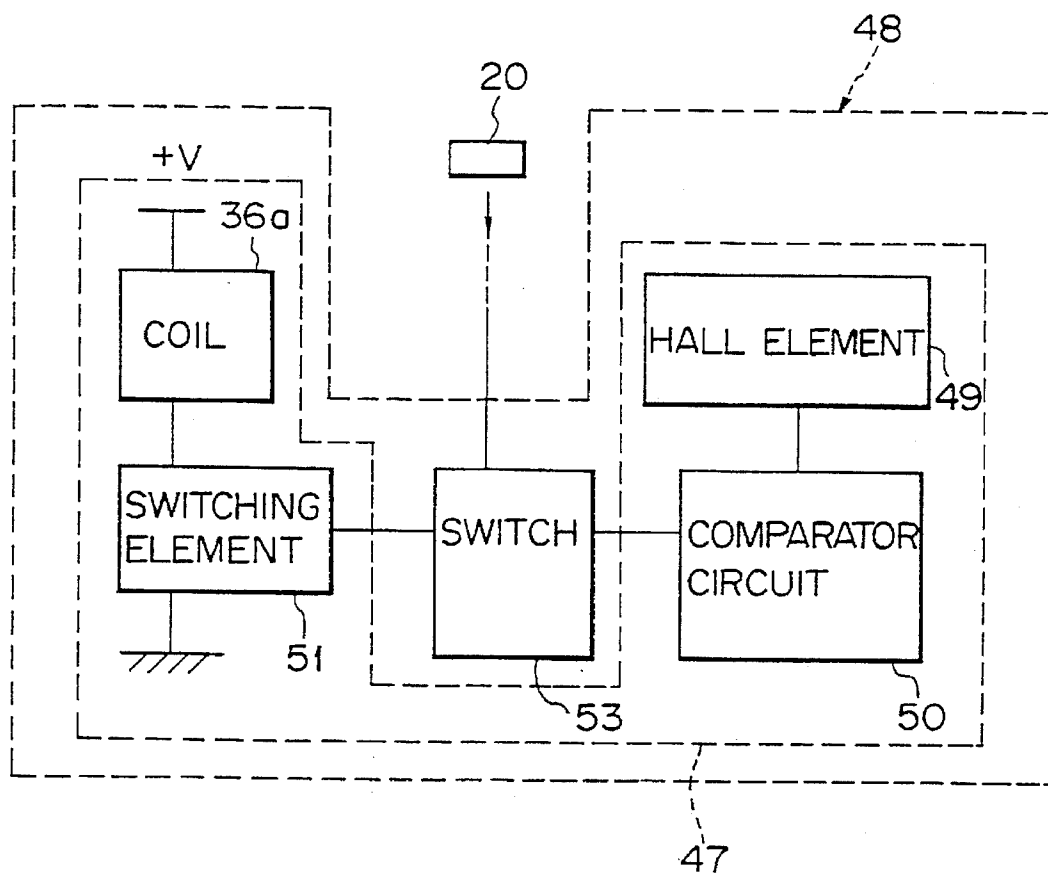 48
20
+V
36a
COIL
HALL ELEMENT
49
SWITCHING
ELEMENT
SWITCH
COMPARATOR
CIRCUIT
51
53
50
47